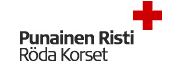 Punainen Risti
Röda Korset